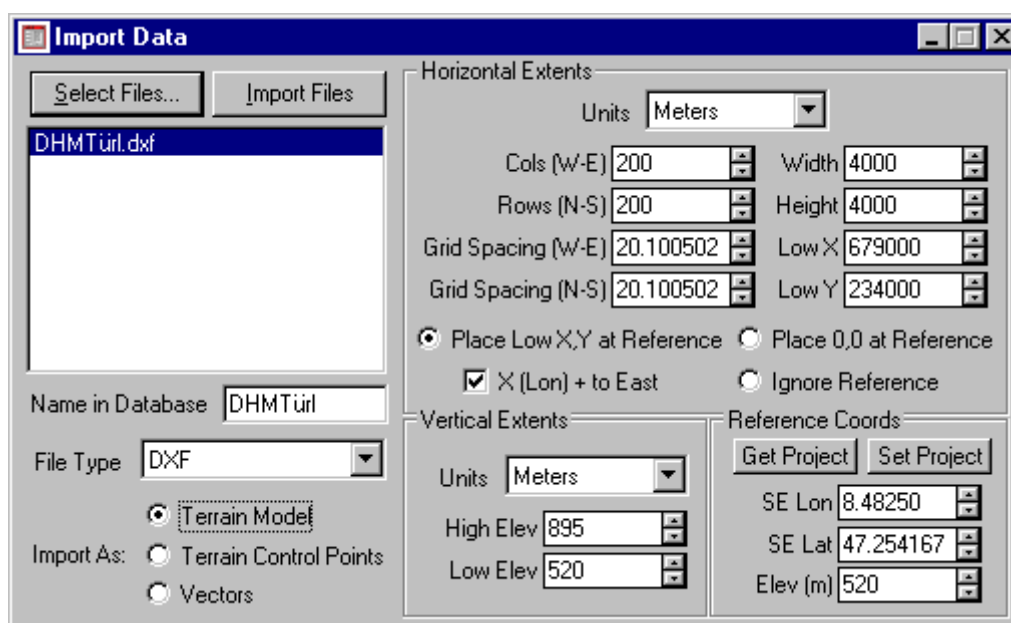 Import Data
Select Files...
Import Files
DHMTürl.dxf
Name in Database DHMTürl
File Type DXF
Import As:
Terrain Model
Terrain Control Points
Vectors
Horizontal Extents
Units Meters
Cols (W-E) 200 Width 4000
Rows (N-S) 200 Height 4000
Grid Spacing (W-E) 20.100502 Low X 679000
Grid Spacing (N-S) 20.100502 Low Y 234000
Place Low X,Y at Reference Place 0,0 at Reference
X (Lon) + to East Ignore Reference
Vertical Extents
Units Meters
High Elev 895
Low Elev 520
Reference Coords
Get Project Set Project
SE Lon 8.48250
SE Lat 47.254167
Elev (m) 520